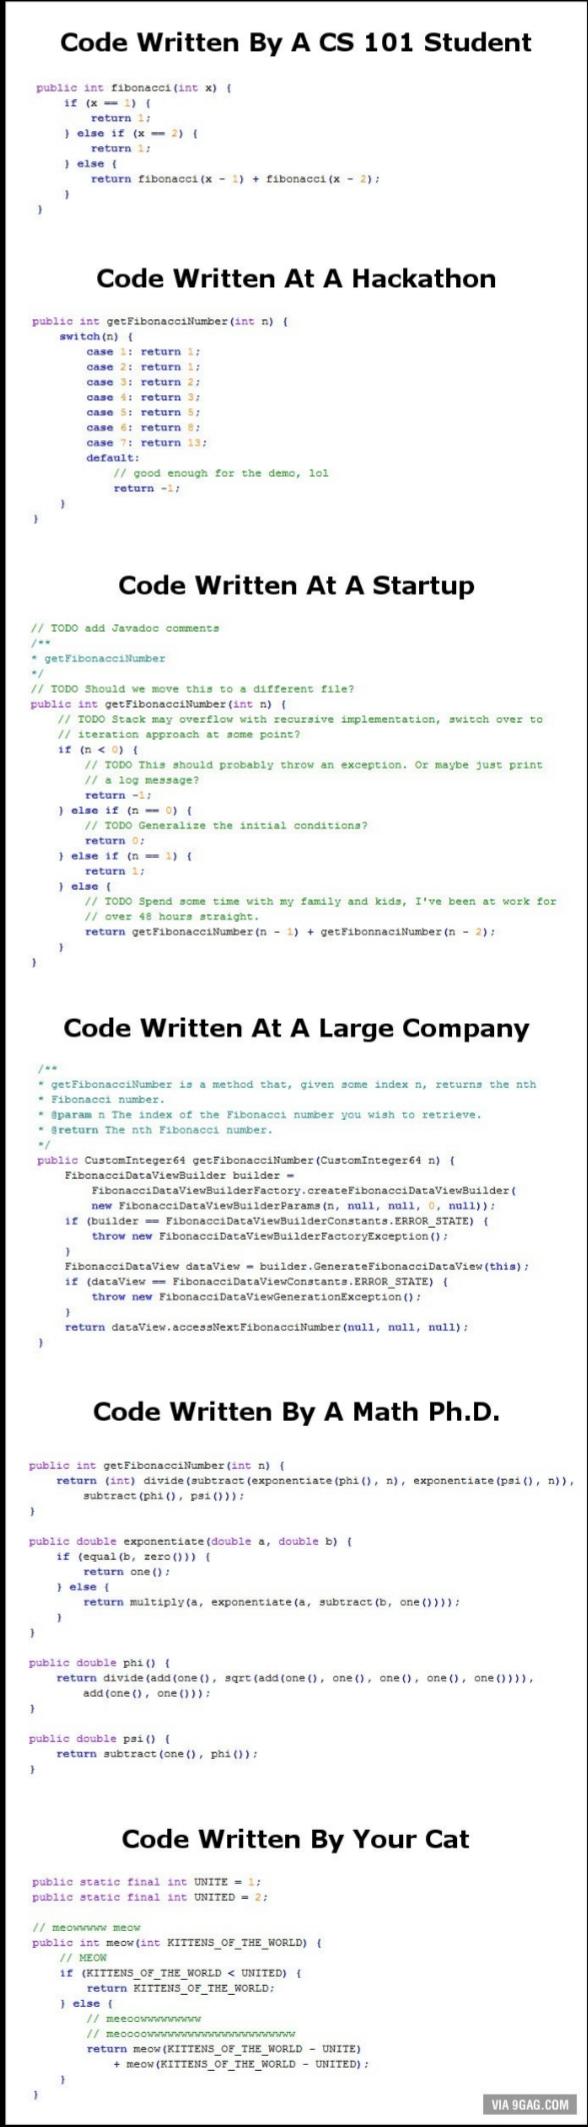 Code Written By A CS 101 Student
public int fibonacci(int x) {
    if (x == 1) {
        return 1;
    } else if (x == 2) {
        return 1;
    } else {
        return fibonacci(x - 1) + fibonacci(x - 2);
    }
}
Code Written At A Hackathon
public int getFibonacciNumber(int n) {
    switch(n) {
        case 1: return 1;
        case 2: return 1;
        case 3: return 2;
        case 4: return 3;
        case 5: return 5;
        case 6: return 8;
        case 7: return 13;
        default:
            // good enough for the demo, lol
            return -1;
    }
}
Code Written At A Startup
// TODO add Javadoc comments
/**
* getFibonacciNumber
*/
// TODO Should we move this to a different file?
public int getFibonacciNumber(int n) {
    // TODO Stack may overflow with recursive implementation, switch over to
    // iteration approach at some point?
    if (n < 0) {
        // TODO This should probably throw an exception. Or maybe just print
        // a log message?
        return -1;
    } else if (n == 0) {
        // TODO Generalize the initial conditions?
        return 0;
    } else if (n == 1) {
        return 1;
    } else {
        // TODO Spend some time with my family and kids, I've been at work for
        // over 48 hours straight.
        return getFibonacciNumber(n - 1) + getFibonnaciNumber(n - 2);
    }
}
Code Written At A Large Company
/**
* getFibonacciNumber is a method that, given some index n, returns the nth
* Fibonacci number.
* @param n The index of the Fibonacci number you wish to retrieve.
* @return The nth Fibonacci number.
*/
public CustomInteger64 getFibonacciNumber(CustomInteger64 n) {
    FibonacciDataViewBuilder builder =
        FibonacciDataViewBuilderFactory.createFibonacciDataViewBuilder(
        new FibonacciDataViewBuilderParams(n, null, null, 0, null));
    if (builder == FibonacciDataViewBuilderConstants.ERROR_STATE) {
        throw new FibonacciDataViewBuilderFactoryException();
    }
    FibonacciDataView dataView = builder.GenerateFibonacciDataView(this);
    if (dataView == FibonacciDataViewConstants.ERROR_STATE) {
        throw new FibonacciDataViewGenerationException();
    }
    return dataView.accessNextFibonacciNumber(null, null, null);
}
Code Written By A Math Ph.D.
public int getFibonacciNumber(int n) {
    return (int) divide(subtract(exponentiate(phi(), n), exponentiate(psi(), n)),
        subtract(phi(), psi()));
}
public double exponentiate(double a, double b) {
    if (equal(b, zero())) {
        return one();
    } else {
        return multiply(a, exponentiate(a, subtract(b, one())));
    }
}
public double phi() {
    return divide(add(one(), sqrt(add(one(), one(), one(), one(), one()))),
        add(one(), one()));
}
public double psi() {
    return subtract(one(), phi());
}
Code Written By Your Cat
public static final int UNITE = 1;
public static final int UNITED = 2;
// meowwwww meow
public int meow(int KITTENS_OF_THE_WORLD) {
    // MEOW
    if (KITTENS_OF_THE_WORLD < UNITED) {
        return KITTENS_OF_THE_WORLD;
    } else {
        // meeoowwwwwwwww
        // meoooowwwwwwwwwwwwwwwwwwwwww
        return meow(KITTENS_OF_THE_WORLD - UNITE)
            + meow(KITTENS_OF_THE_WORLD - UNITED);
    }
}
VIA 9GAG.COM